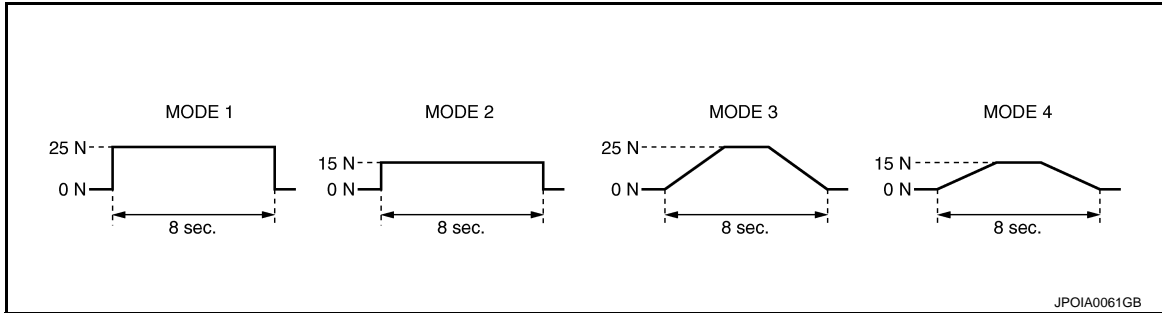 MODE 1
25 N
0 N
8 sec.
MODE 2
15 N
0 N
8 sec.
MODE 3
25 N
0 N
8 sec.
MODE 4
15 N
0 N
8 sec.
JPOIA0061GB